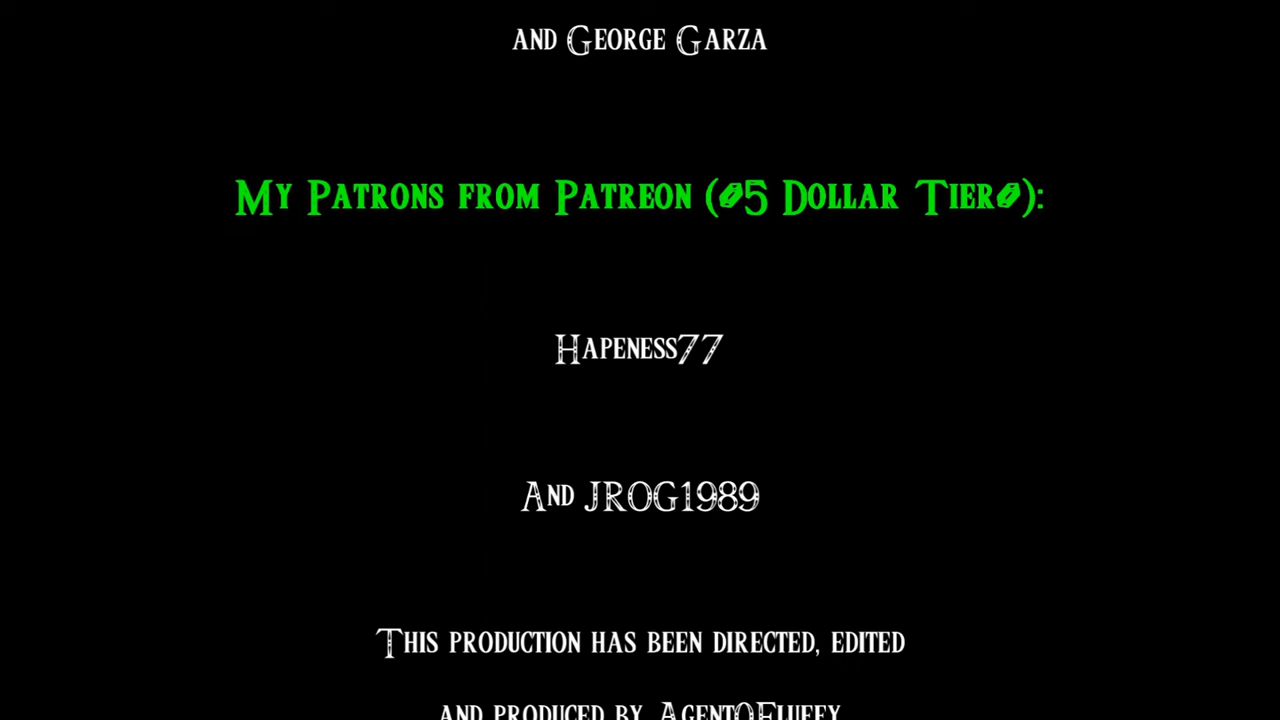 and George Garza
My Patrons from Patreon (5 Dollar Tier):
Hapeness77
And JROG1989
This production has been directed, edited
and produced by AgentOfFluffy